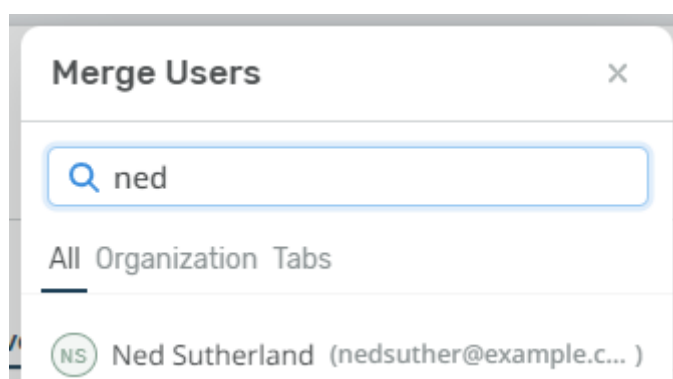 Merge Users ×
ned
All Organization Tabs
NS Ned Sutherland (nedsuther@example.c... )